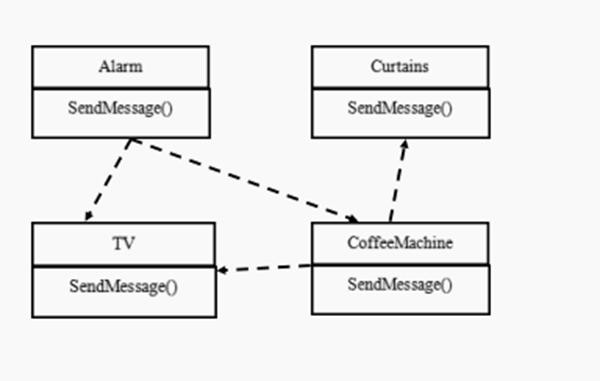 Alarm
SendMessage()
Curtains
SendMessage()
TV
SendMessage()
CoffeeMachine
SendMessage()